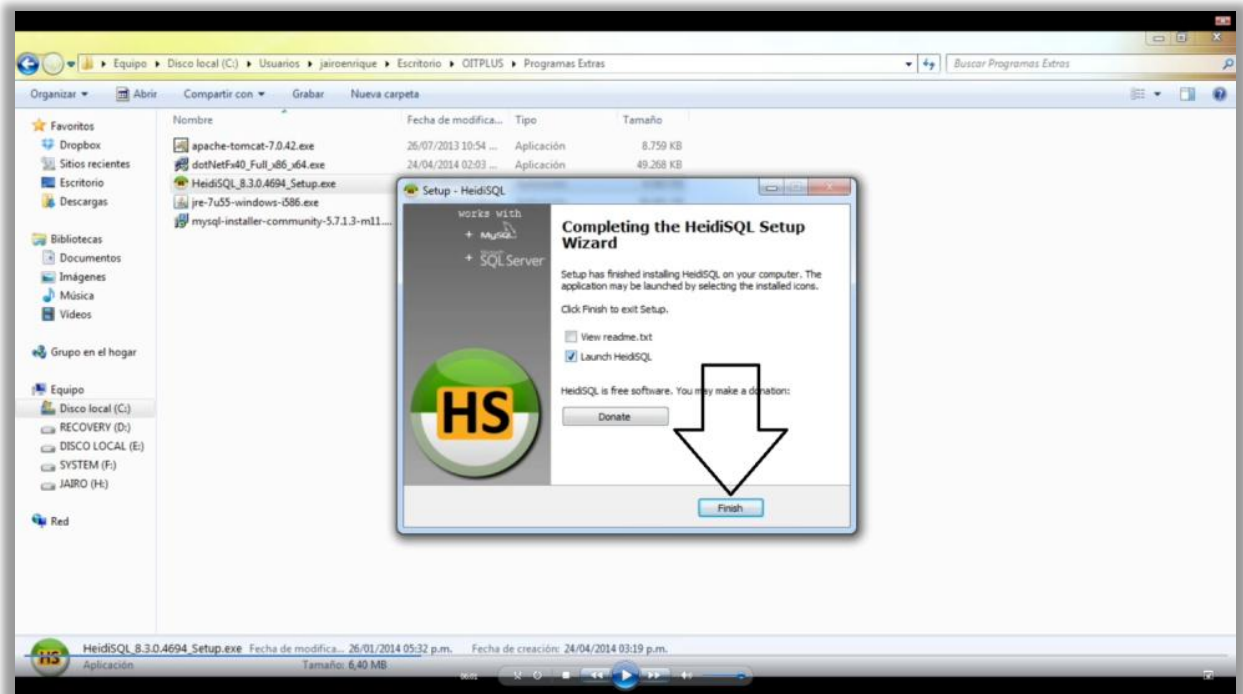 Equipo ▸ Disco local (C:) ▸ Usuarios ▸ jairoenrique ▸ Escritorio ▸ OITPLUS ▸ Programas Extras
Buscar Programas Extras
Organizar Abrir Compartir con Grabar Nueva carpeta
Nombre Fecha de modifica... Tipo Tamaño
Favoritos
Dropbox
Sitios recientes
Escritorio
Descargas
Bibliotecas
Documentos
Imágenes
Música
Vídeos
Grupo en el hogar
Equipo
Disco local (C:)
RECOVERY (D:)
DISCO LOCAL (E:)
SYSTEM (F:)
JAIRO (H:)
Red
apache-tomcat-7.0.42.exe 26/07/2013 10:54 ... Aplicación 8.759 KB
dotNetFx40_Full_x86_x64.exe 24/04/2014 02:03 ... Aplicación 49.268 KB
HeidiSQL_8.3.0.4694_Setup.exe
jre-7u55-windows-i586.exe
mysql-installer-community-5.7.1.3-m11....
Setup - HeidiSQL
works with
+ MySQL
+ Microsoft SQL Server
HS
Completing the HeidiSQL Setup
Wizard
Setup has finished installing HeidiSQL on your computer. The
application may be launched by selecting the installed icons.
Click Finish to exit Setup.
View readme.txt
Launch HeidiSQL
HeidiSQL is free software. You may make a donation:
Donate
Finish
HS
HeidiSQL_8.3.0.4694_Setup.exe Fecha de modifica... 26/01/2014 05:32 p.m. Fecha de creación: 24/04/2014 03:19 p.m.
Aplicación Tamaño: 6,40 MB
06:01